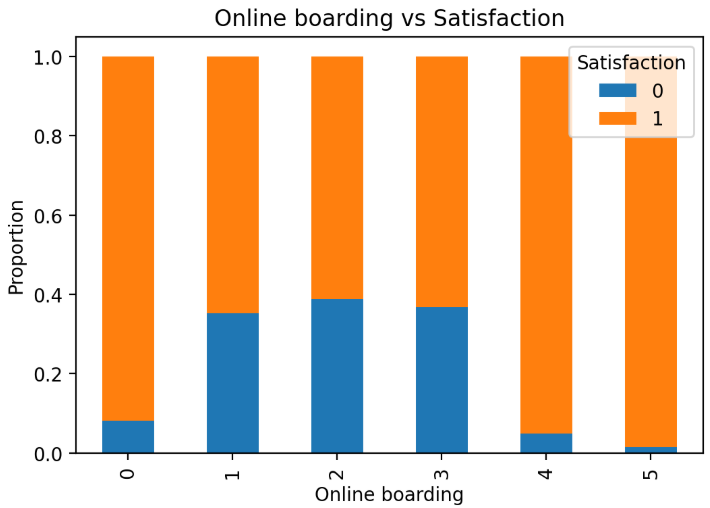 Online boarding vs Satisfaction
Satisfaction
0
1
Proportion
1.0
0.8
0.6
0.4
0.2
0.0
0 1 2 3 4 5
Online boarding